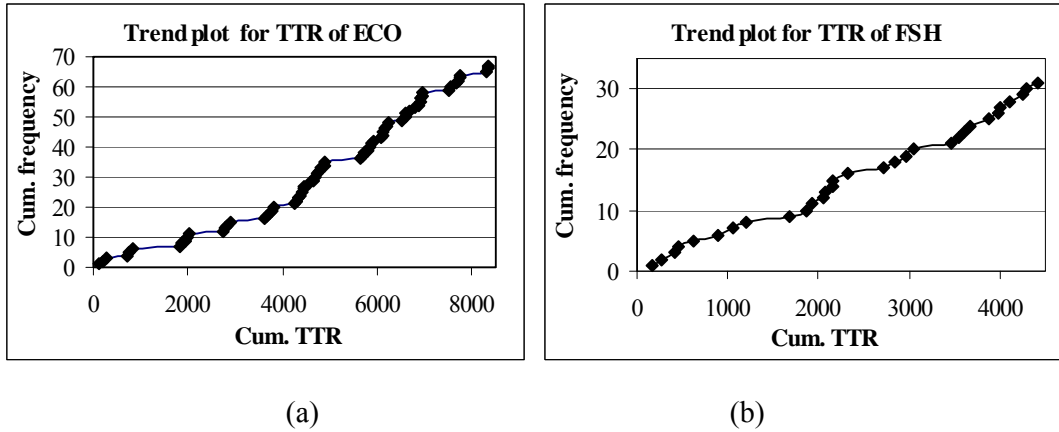 Trend plot for TTR of ECO
70
60
50
40
30
20
10
0
Cum. frequency
0 2000 4000 6000 8000
Cum. TTR
(a)
Trend plot for TTR of FSH
30
20
10
0
Cum. frequency
0 1000 2000 3000 4000
Cum. TTR
(b)